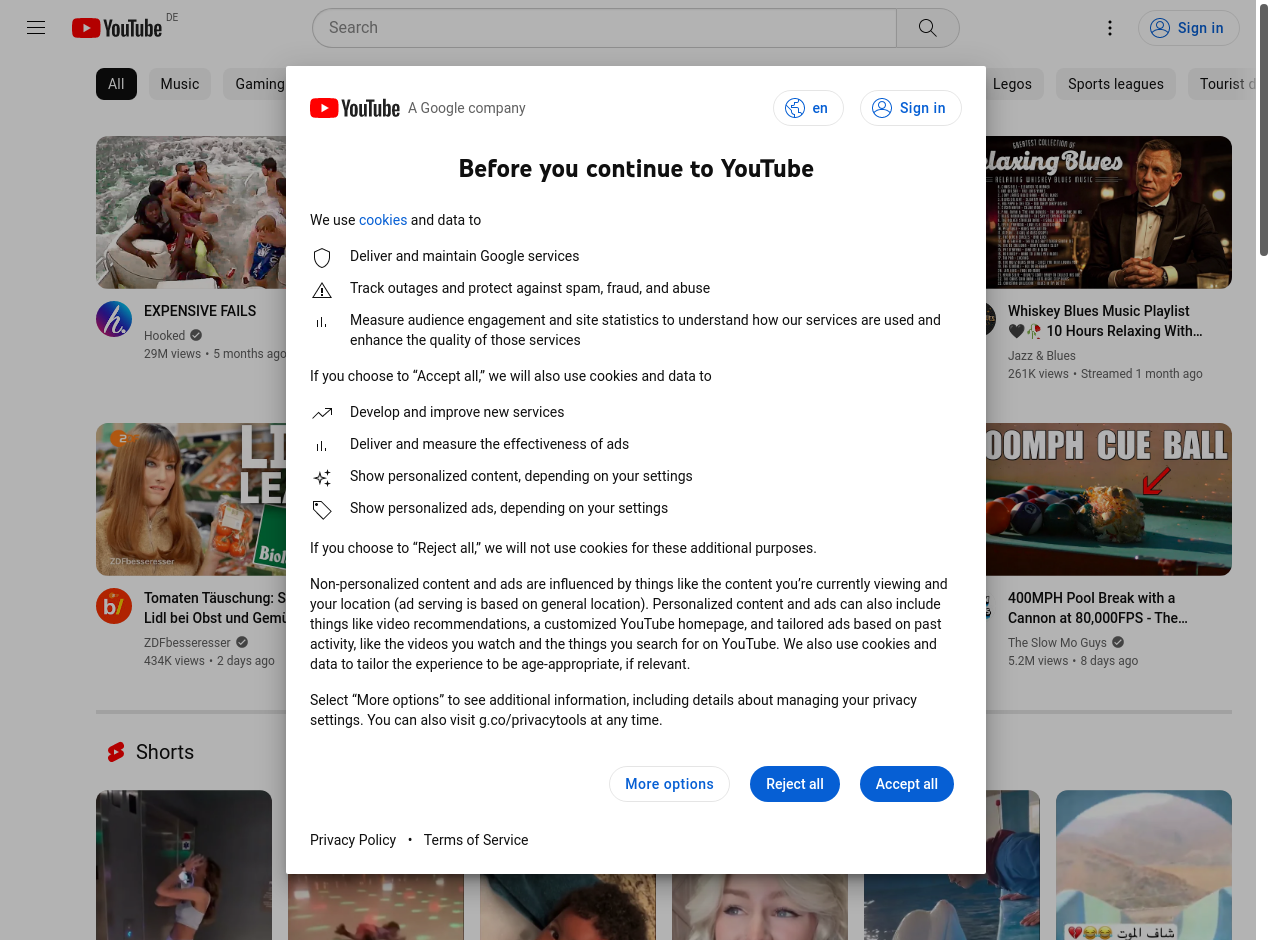 YouTube DE
Search
Sign in
All
Music
Gaming
Legos
Sports leagues
Tourist d
YouTube A Google company
en
Sign in
Before you continue to YouTube
We use cookies and data to
Deliver and maintain Google services
Track outages and protect against spam, fraud, and abuse
Measure audience engagement and site statistics to understand how our services are used and
enhance the quality of those services
If you choose to “Accept all,” we will also use cookies and data to
Develop and improve new services
Deliver and measure the effectiveness of ads
Show personalized content, depending on your settings
Show personalized ads, depending on your settings
If you choose to “Reject all,” we will not use cookies for these additional purposes.
Non-personalized content and ads are influenced by things like the content you’re currently viewing and
your location (ad serving is based on general location). Personalized content and ads can also include
things like video recommendations, a customized YouTube homepage, and tailored ads based on past
activity, like the videos you watch and the things you search for on YouTube. We also use cookies and
data to tailor the experience to be age-appropriate, if relevant.
Select “More options” to see additional information, including details about managing your privacy
settings. You can also visit g.co/privacytools at any time.
More options
Reject all
Accept all
Privacy Policy • Terms of Service
EXPENSIVE FAILS
Hooked
29M views • 5 months ago
GREATEST COLLECTION OF
laxing Blues
RELAXING WHISKEY BLUES MUSIC
Whiskey Blues Music Playlist
🖤🥀 10 Hours Relaxing With…
Jazz & Blues
261K views • Streamed 1 month ago
2
LI
LEA
Biol
ZDFbesseresser
b/
Tomaten Täuschung: S
Lidl bei Obst und Gemü
ZDFbesseresser
434K views • 2 days ago
OOMPH CUE BALL
400MPH Pool Break with a
Cannon at 80,000FPS - The…
The Slow Mo Guys
5.2M views • 8 days ago
Shorts
شاف الموت 😂😂💔